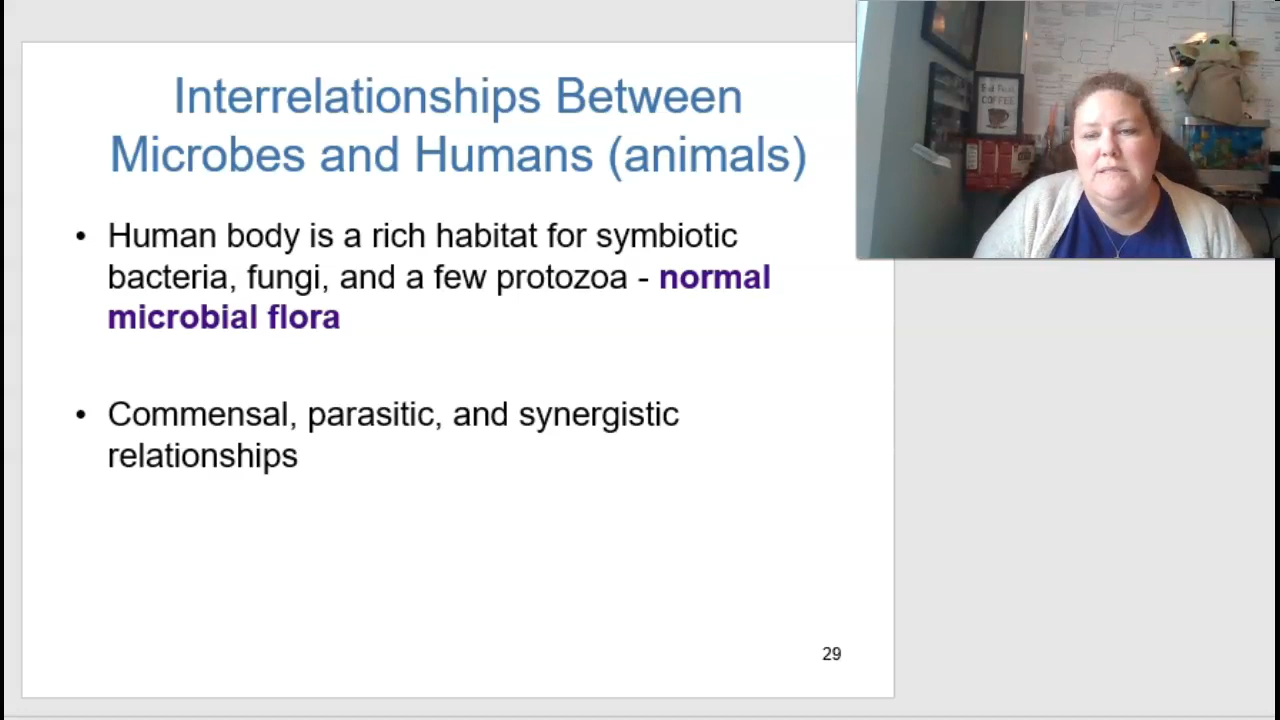 Interrelationships Between
Microbes and Humans (animals)
• Human body is a rich habitat for symbiotic
bacteria, fungi, and a few protozoa - normal
microbial flora
• Commensal, parasitic, and synergistic
relationships
29
COFFEE